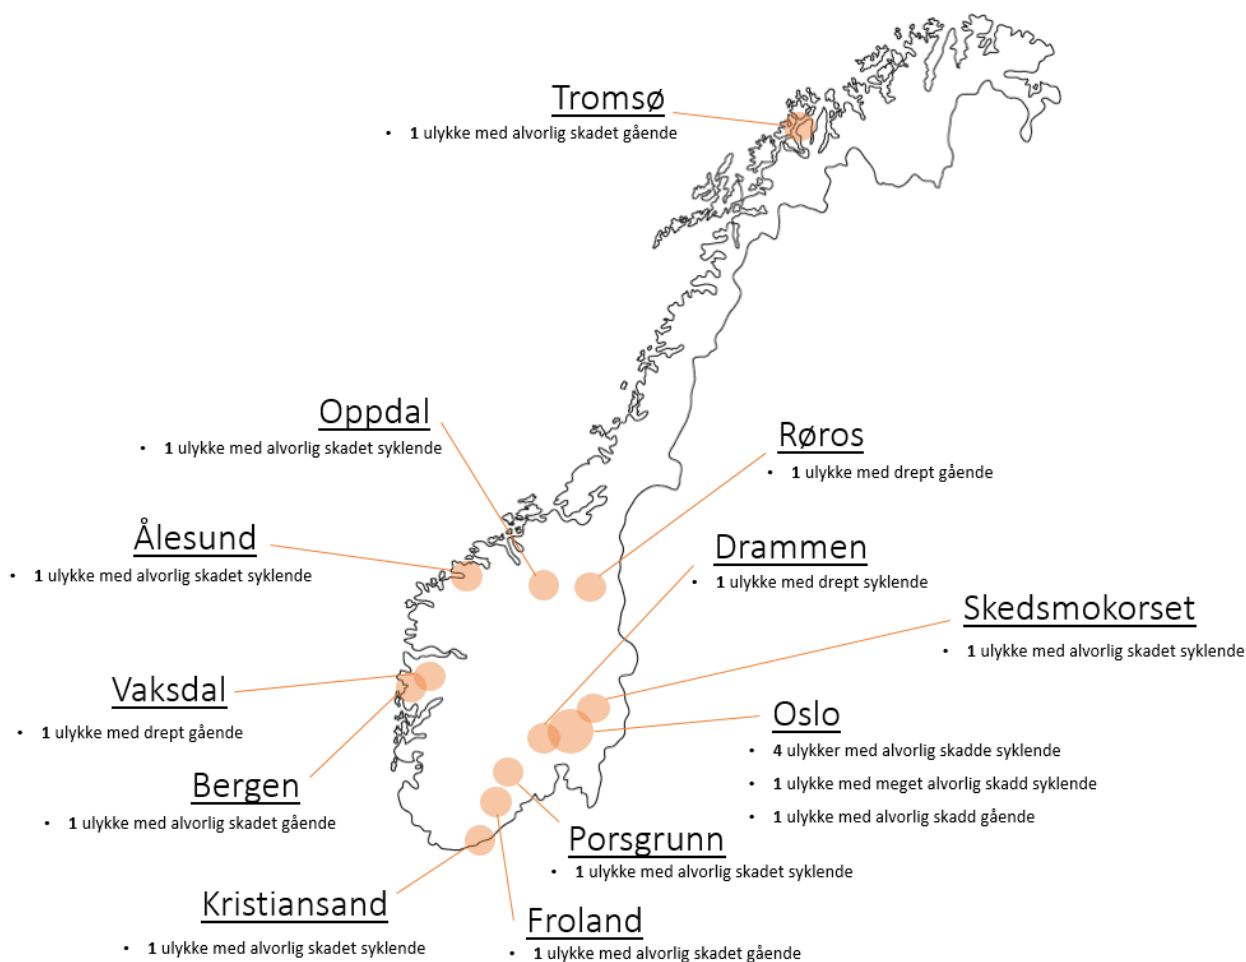 Tromsø
• 1 ulykke med alvorlig skadet gående
Oppdal
• 1 ulykke med alvorlig skadet syklende
Røros
• 1 ulykke med drept gående
Ålesund
• 1 ulykke med alvorlig skadet syklende
Drammen
• 1 ulykke med drept syklende
Skedsmokorset
• 1 ulykke med alvorlig skadet syklende
Vaksdal
• 1 ulykke med drept gående
Oslo
• 4 ulykker med alvorlig skadde syklende
• 1 ulykke med meget alvorlig skadd syklende
• 1 ulykke med alvorlig skadd gående
Bergen
• 1 ulykke med alvorlig skadet gående
Porsgrunn
• 1 ulykke med alvorlig skadet syklende
Kristiansand
• 1 ulykke med alvorlig skadet syklende
Froland
• 1 ulykke med alvorlig skadet gående